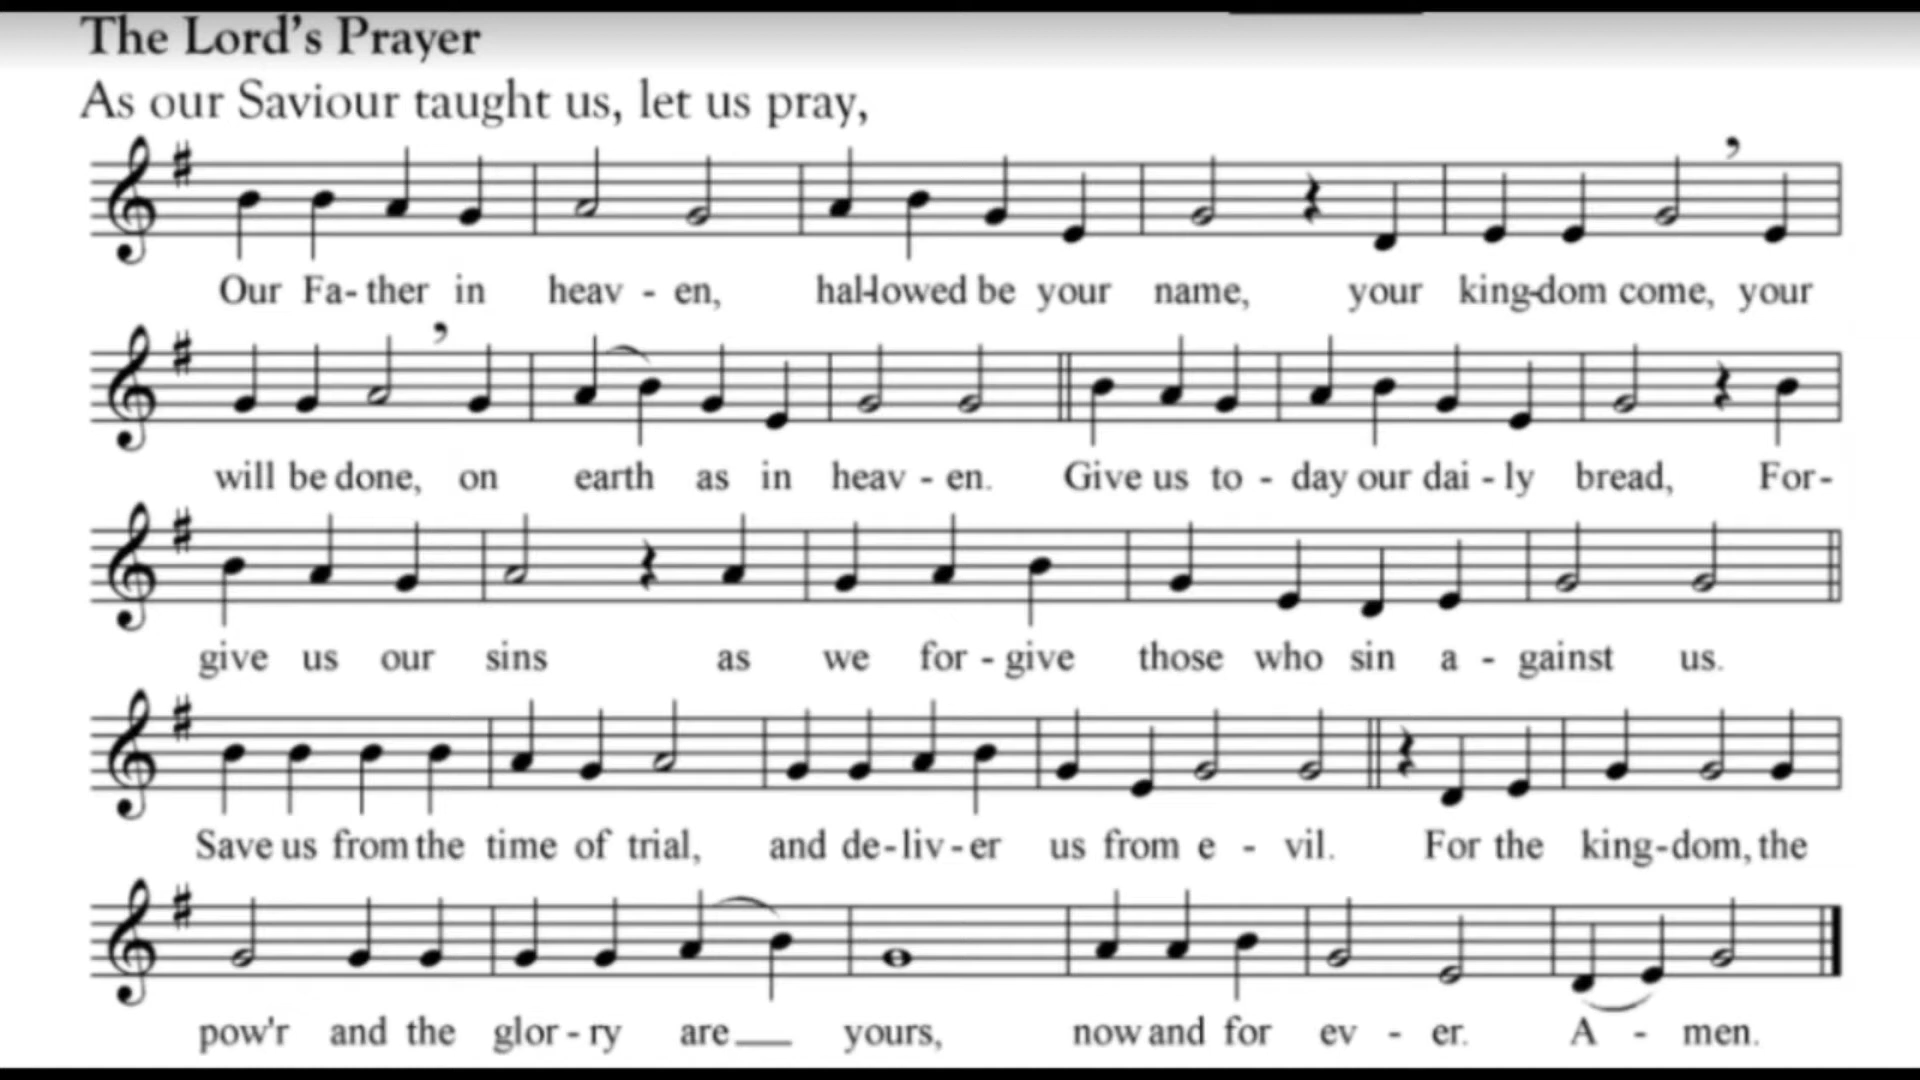 The Lord's Prayer
As our Saviour taught us, let us pray,
Our Fa-ther in heav - en, hal-lowed be your name, your king-dom come, your
will be done, on earth as in heav - en. Give us to - day our dai - ly bread, For-
give us our sins as we for - give those who sin a - gainst us.
Save us from the time of trial, and de-liv-er us from e - vil. For the king-dom, the
pow'r and the glor-ry are___ yours, now and for ev - er. A - men.